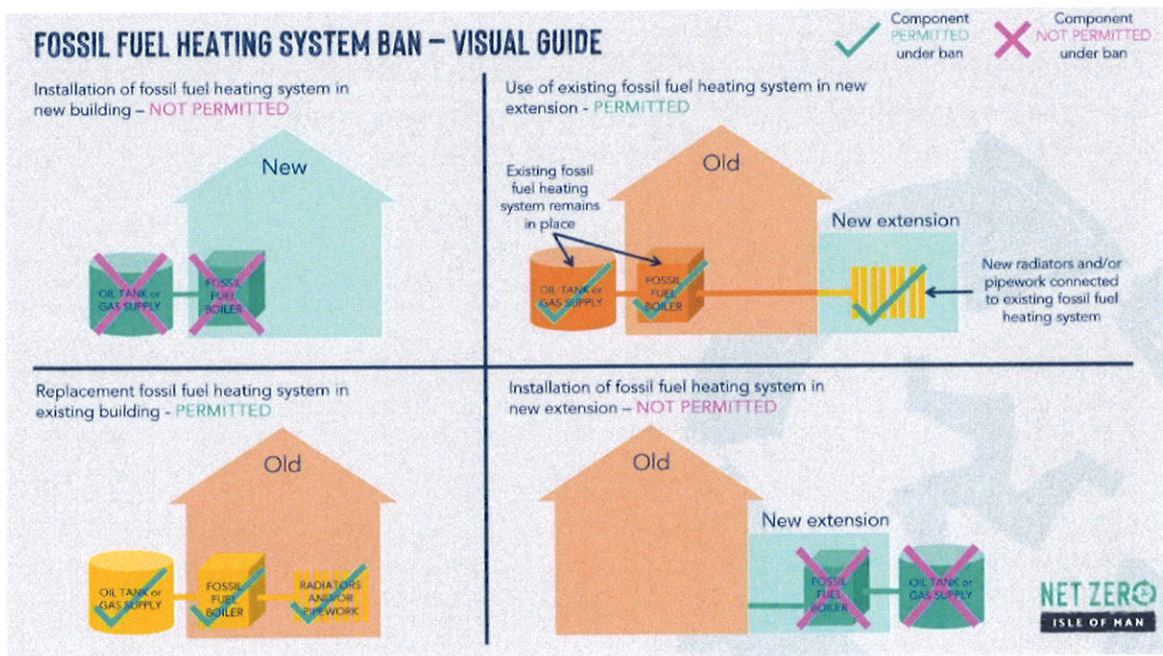 FOSSIL FUEL HEATING SYSTEM BAN – VISUAL GUIDE
Component
PERMITTED
under ban
Component
NOT PERMITTED
under ban
Installation of fossil fuel heating system in
new building – NOT PERMITTED
New
OIL TANK or
GAS SUPPLY
FOSSIL
FUEL
BOILER
Use of existing fossil fuel heating system in new
extension - PERMITTED
Old
Existing fossil
fuel heating
system remains
in place
New extension
OIL TANK or
GAS SUPPLY
FOSSIL
FUEL
BOILER
New radiators and/or
pipework connected
to existing fossil fuel
heating system
Replacement fossil fuel heating system in
existing building - PERMITTED
Old
OIL TANK or
GAS SUPPLY
FOSSIL
FUEL
BOILER
RADIATORS
AND/OR
PIPEWORK
Installation of fossil fuel heating system in
new extension – NOT PERMITTED
Old
New extension
FOSSIL
FUEL
BOILER
OIL TANK or
GAS SUPPLY
NET ZERO
ISLE OF MAN